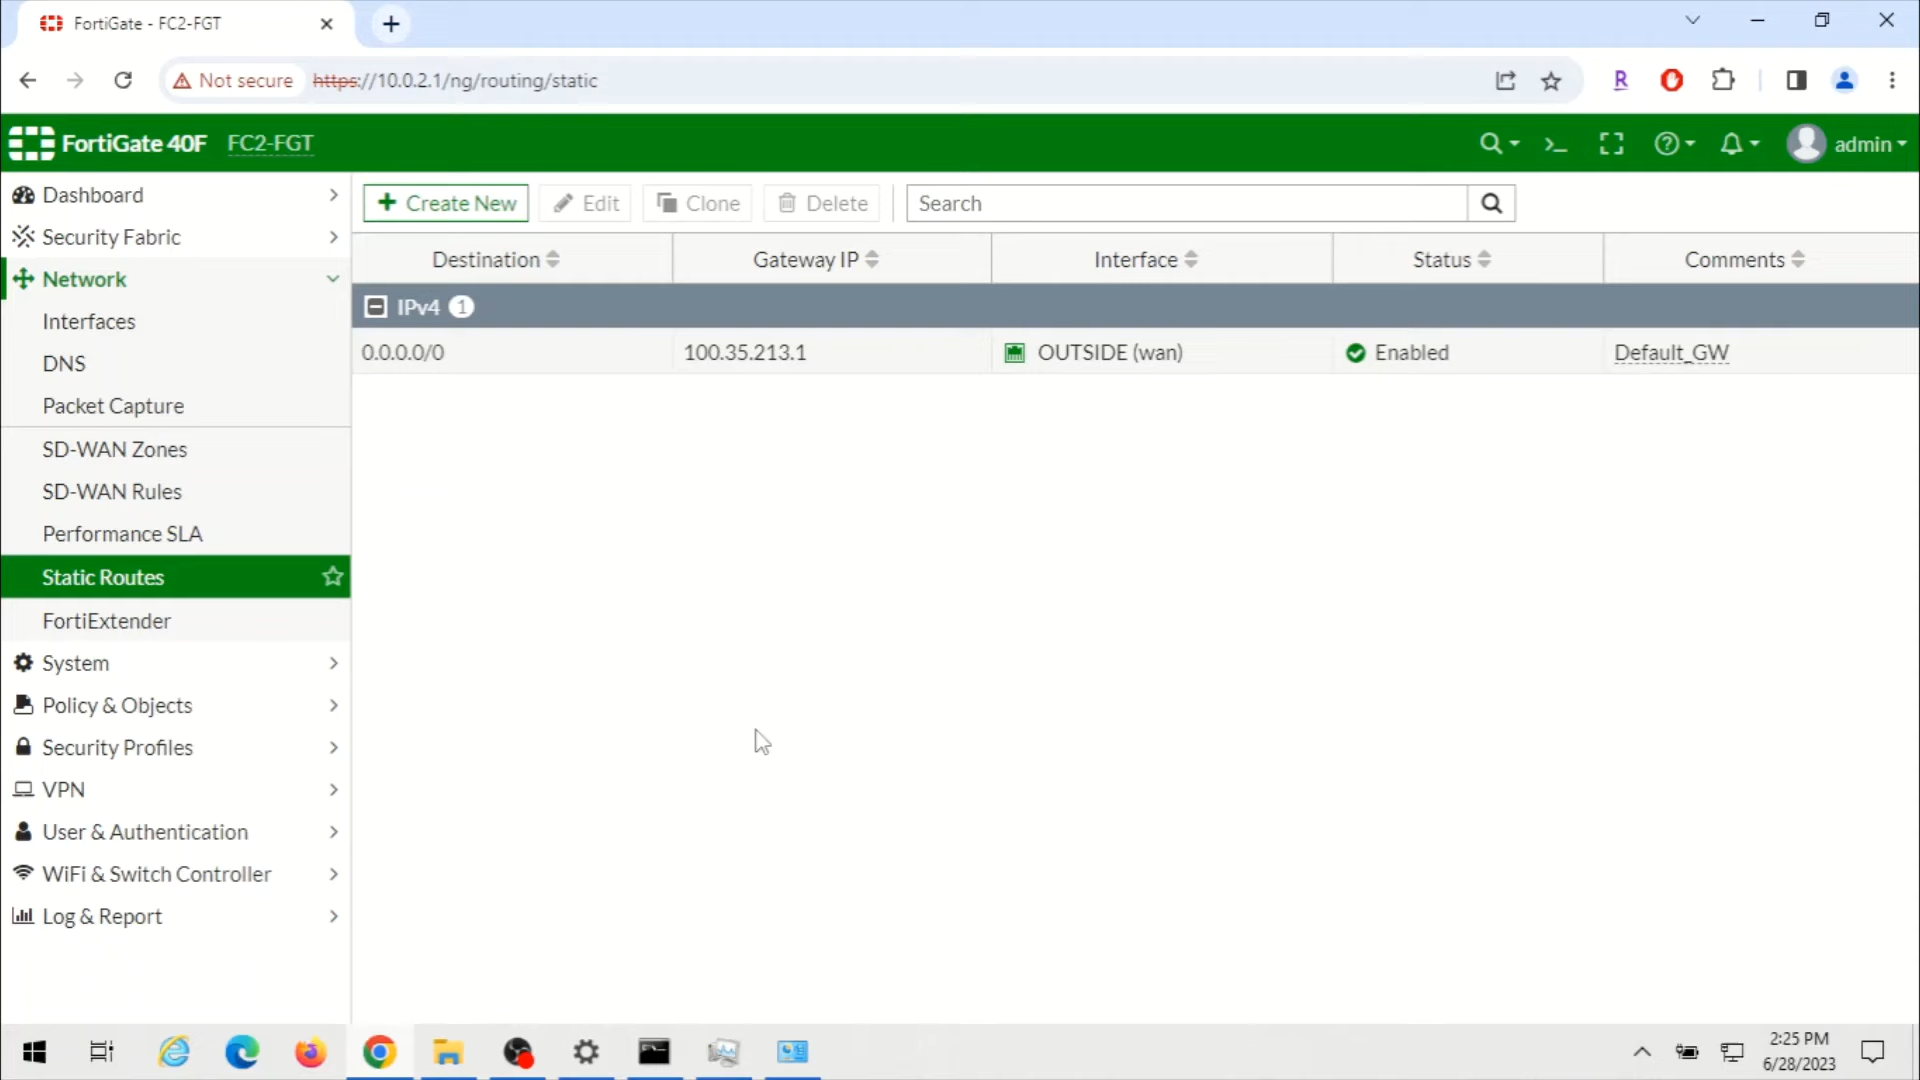 FortiGate - FC2-FGT
Not secure https://10.0.2.1/ng/routing/static
FortiGate 40F FC2-FGT
admin
Dashboard
Security Fabric
Network
Interfaces
DNS
Packet Capture
SD-WAN Zones
SD-WAN Rules
Performance SLA
Static Routes
FortiExtender
System
Policy & Objects
Security Profiles
VPN
User & Authentication
WiFi & Switch Controller
Log & Report
Create New Edit Clone Delete Search
Destination Gateway IP Interface Status Comments
IPv4 1
0.0.0.0/0 100.35.213.1 OUTSIDE (wan) Enabled Default_GW
2:25 PM
6/28/2023